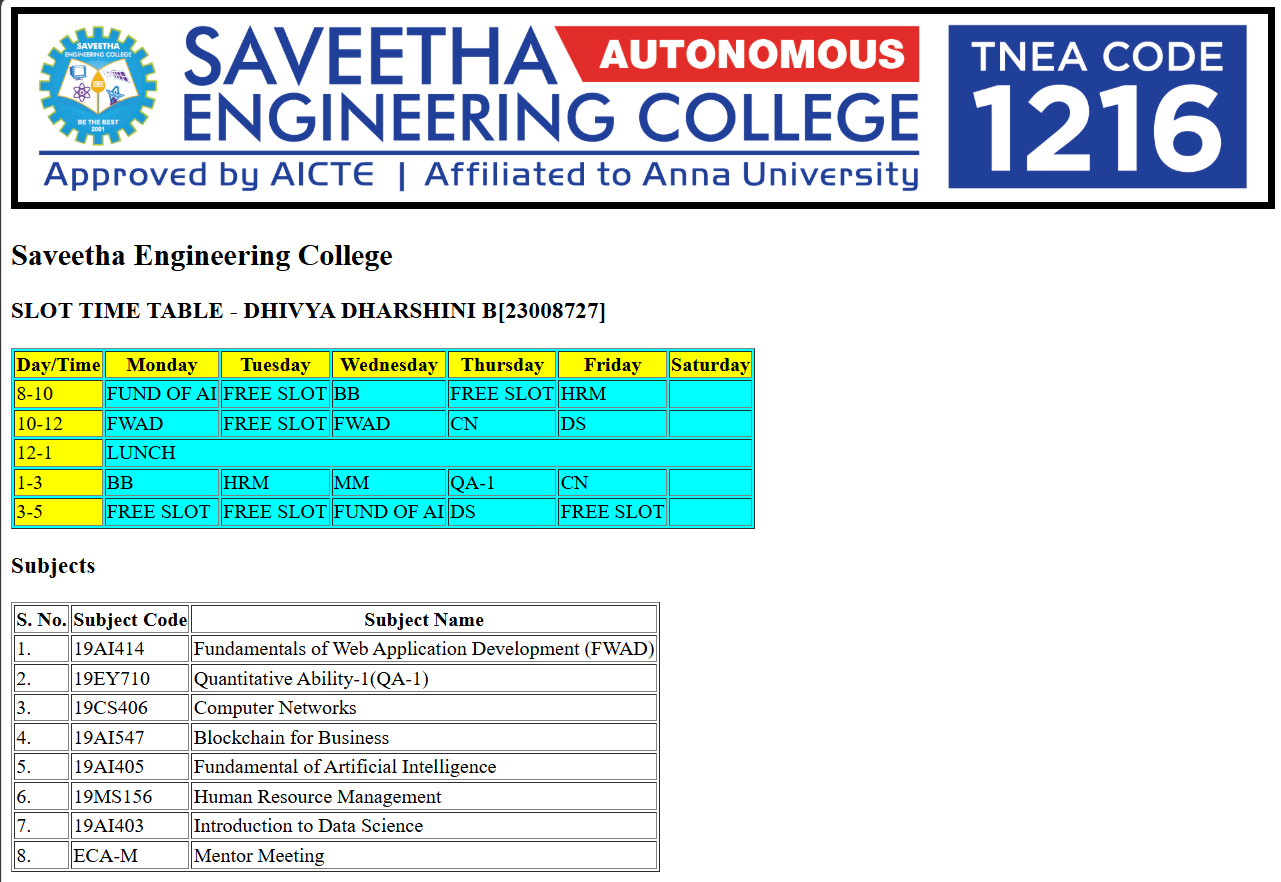 SAVEETHA
ENGINEERING COLLEGE
BE THE BEST
2001
SAVEETHA AUTONOMOUS
ENGINEERING COLLEGE
Approved by AICTE | Affiliated to Anna University
TNEA CODE
1216
Saveetha Engineering College
SLOT TIME TABLE - DHIVYA DHARSHINI B[23008727]
Day/Time Monday Tuesday Wednesday Thursday Friday Saturday
8-10 FUND OF AI FREE SLOT BB FREE SLOT HRM
10-12 FWAD FREE SLOT FWAD CN DS
12-1 LUNCH
1-3 BB HRM MM QA-1 CN
3-5 FREE SLOT FREE SLOT FUND OF AI DS FREE SLOT
Subjects
S. No. Subject Code Subject Name
1. 19AI414 Fundamentals of Web Application Development (FWAD)
2. 19EY710 Quantitative Ability-1(QA-1)
3. 19CS406 Computer Networks
4. 19AI547 Blockchain for Business
5. 19AI405 Fundamental of Artificial Intelligence
6. 19MS156 Human Resource Management
7. 19AI403 Introduction to Data Science
8. ECA-M Mentor Meeting